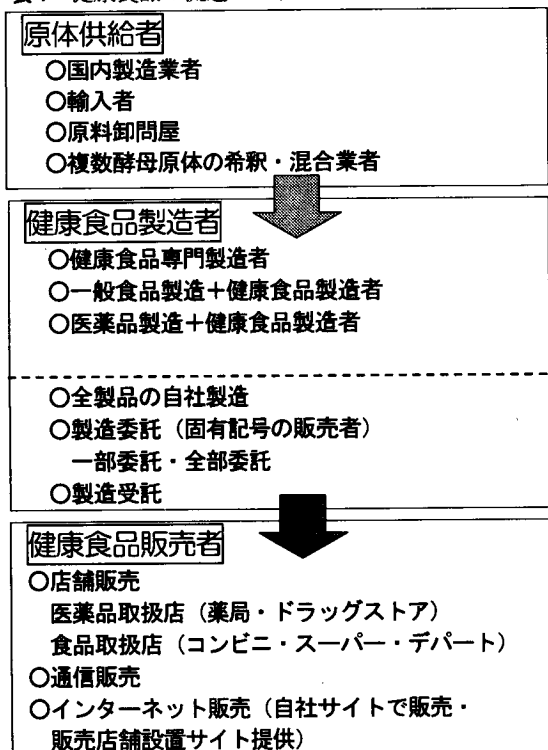 原体供給者
○国内製造業者
○輸入者
○原料卸問屋
○複数酵母原体の希釈・混合業者
健康食品製造者
○健康食品専門製造者
○一般食品製造+健康食品製造者
○医薬品製造+健康食品製造者
○全製品の自社製造
○製造委託(固有記号の販売者)
一部委託・全部委託
○製造受託
健康食品販売者
○店舗販売
医薬品取扱店(薬局・ドラッグストア)
食品取扱店(コンビニ・スーパー・デパート)
○通信販売
○インターネット販売(自社サイトで販売・
販売店舗設置サイト提供)